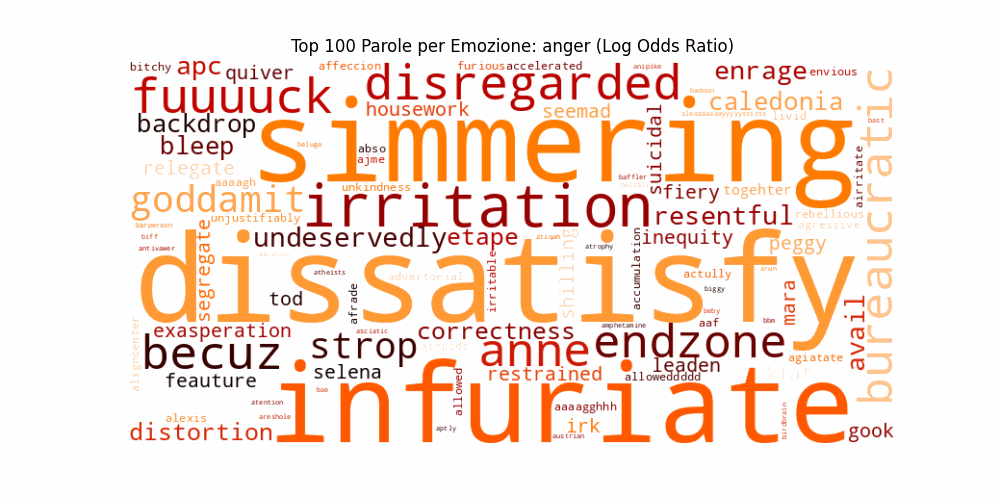 Top 100 Parole per Emozione: anger (Log Odds Ratio)
bitchy
apc
quiver
affeccion
furious
accelerated
anipike
enrage
envious
fuuuuck
disregarded
badman
caledonia
housework
seemad
livid
bast
backdrop
simmering
suicidal
bureaucratic
bleep
beluga
abso
ajme
baffler
airritate
relegate
aaaagh
unkindness
fiery
togehter
goddamit
irritation
resentful
rebellious
agressive
barperson
unjustifiably
biff
antivawer
undeservedly
etape
atiqah
atrophy
inequity
peggy
segregate
dissatisfy
shilling
accumulation
atheists
advertorial
irritable
actully
arun
tod
afrade
biggy
mara
beby
aligncenter
exasperation
asciatic
correctness
amphetamine
aaf
bbm
avail
becuz
strop
anne
endzone
agiatate
feauture
selena
restrained
leaden
alloweddddd
infuriate
bae
allowed
atention
aaaagghhh
alexis
areshole
irk
birdbrain
distortion
aptly
austrian
gook